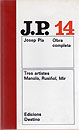 J.P. 14
Josep Pla
Obra completa
Tres artistes
Manolo, Rusiñol, Mir
Edicions
Destino